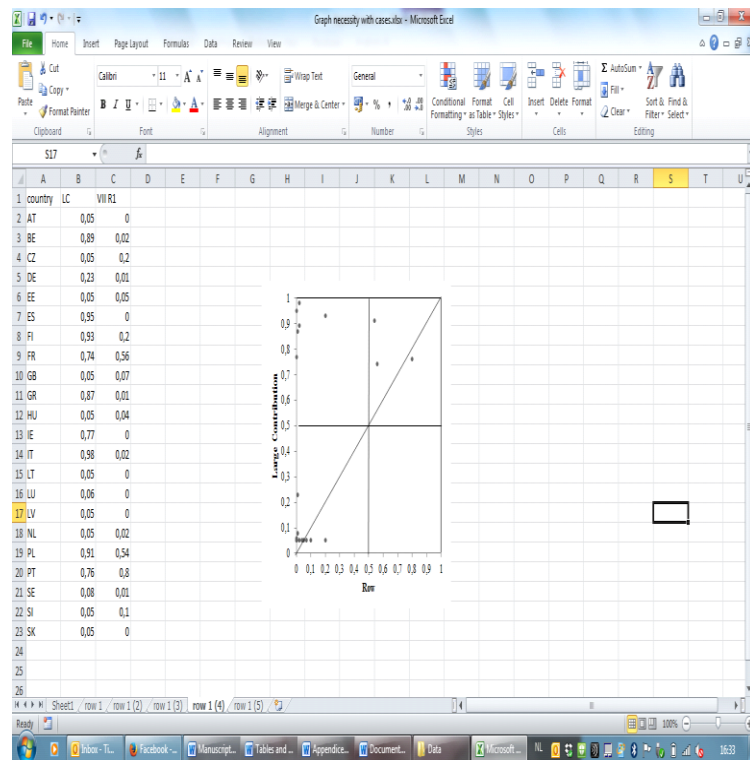 Graph necessity with cases.xlsx - Microsoft Excel
File Home Insert Page Layout Formulas Data Review View
Cut
Copy
Paste Format Painter
Clipboard
Calibri 11 A A
B I U A
Font
Wrap Text
Merge & Center
Alignment
General
%
Number
Conditional Formatting Format as Table Cell Styles
Styles
Insert Delete Format
Cells
Σ AutoSum
Fill
Clear
Sort & Filter Find & Select
Editing
S17 fx
A B C D E F G H I J K L M N O P Q R S T U
1 country LC VIII R1
2 AT 0,05 0
3 BE 0,89 0,02
4 CZ 0,05 0,2
5 DE 0,23 0,01
6 EE 0,05 0,05
7 ES 0,95 0
8 FI 0,93 0,2
9 FR 0,74 0,56
10 GB 0,05 0,07
11 GR 0,87 0,01
12 HU 0,05 0,04
13 IE 0,77 0
14 IT 0,98 0,02
15 LT 0,05 0
16 LU 0,06 0
17 LV 0,05 0
18 NL 0,05 0,02
19 PL 0,91 0,54
20 PT 0,76 0,8
21 SE 0,08 0,01
22 SI 0,05 0,1
23 SK 0,05 0
24
25
26
1
0,9
0,8
0,7
0,6
0,5
0,4
0,3
0,2
0,1
0
Large Contribution
0 0,1 0,2 0,3 0,4 0,5 0,6 0,7 0,8 0,9 1
Row
Sheet1 row 1 row 1 (2) row 1 (3) row 1 (4) row 1 (5)
Ready 100%
Inbox - Ti... Facebook -... Manuscript... Tables and ... Appendice... Document... Data Microsoft ... NL 16:33